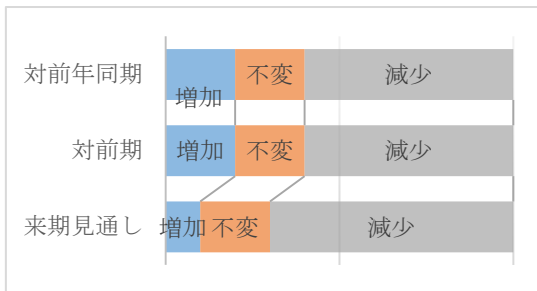 対前年同期 増加 不変 減少
対前期 増加 不変 減少
来期見通し 増加 不変 減少